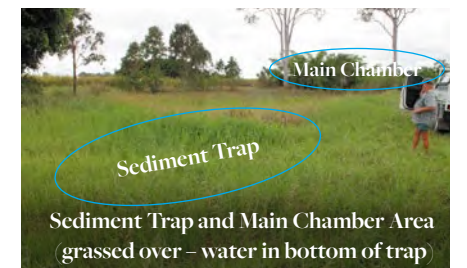 Main Chamber
Sediment Trap
Sediment Trap and Main Chamber Area
(grassed over – water in bottom of trap)